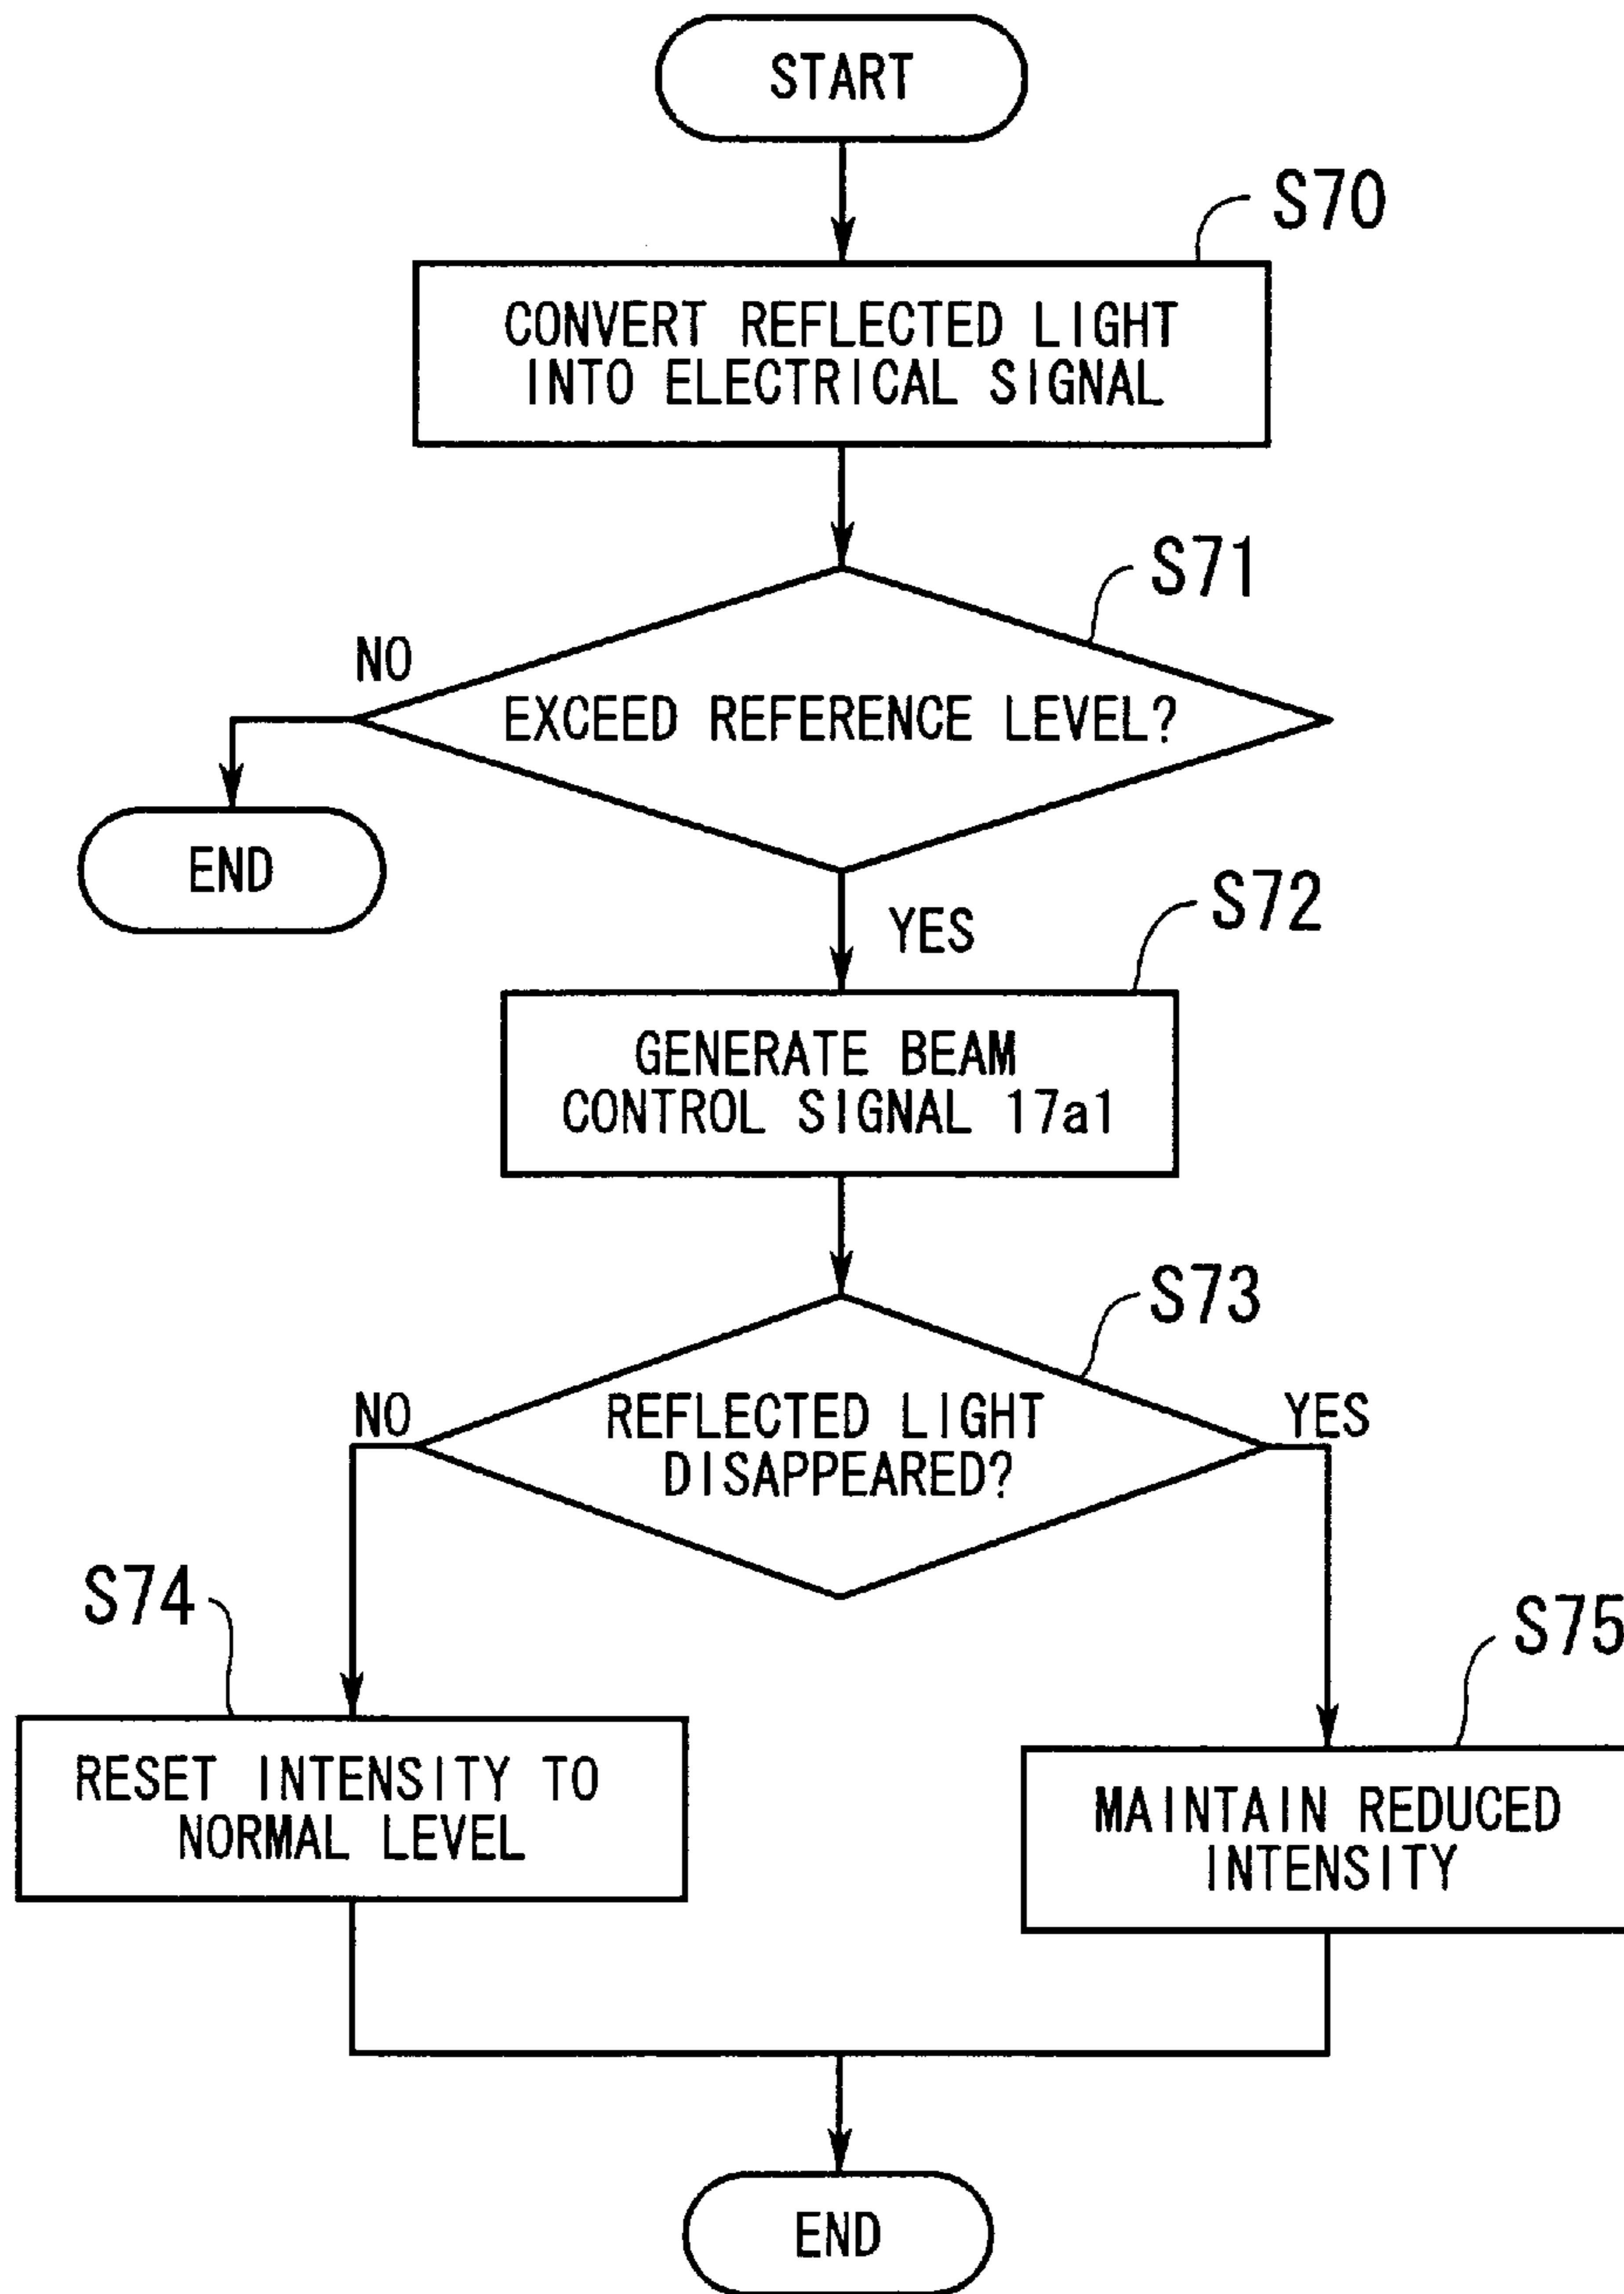 START
S70
CONVERT REFLECTED LIGHT
INTO ELECTRICAL SIGNAL
S71
NO
EXCEED REFERENCE LEVEL?
END
YES
S72
GENERATE BEAM
CONTROL SIGNAL 17a1
S73
NO
REFLECTED LIGHT
DISAPPEARED?
YES
S74
RESET INTENSITY TO
NORMAL LEVEL
S75
MAINTAIN REDUCED
INTENSITY
END